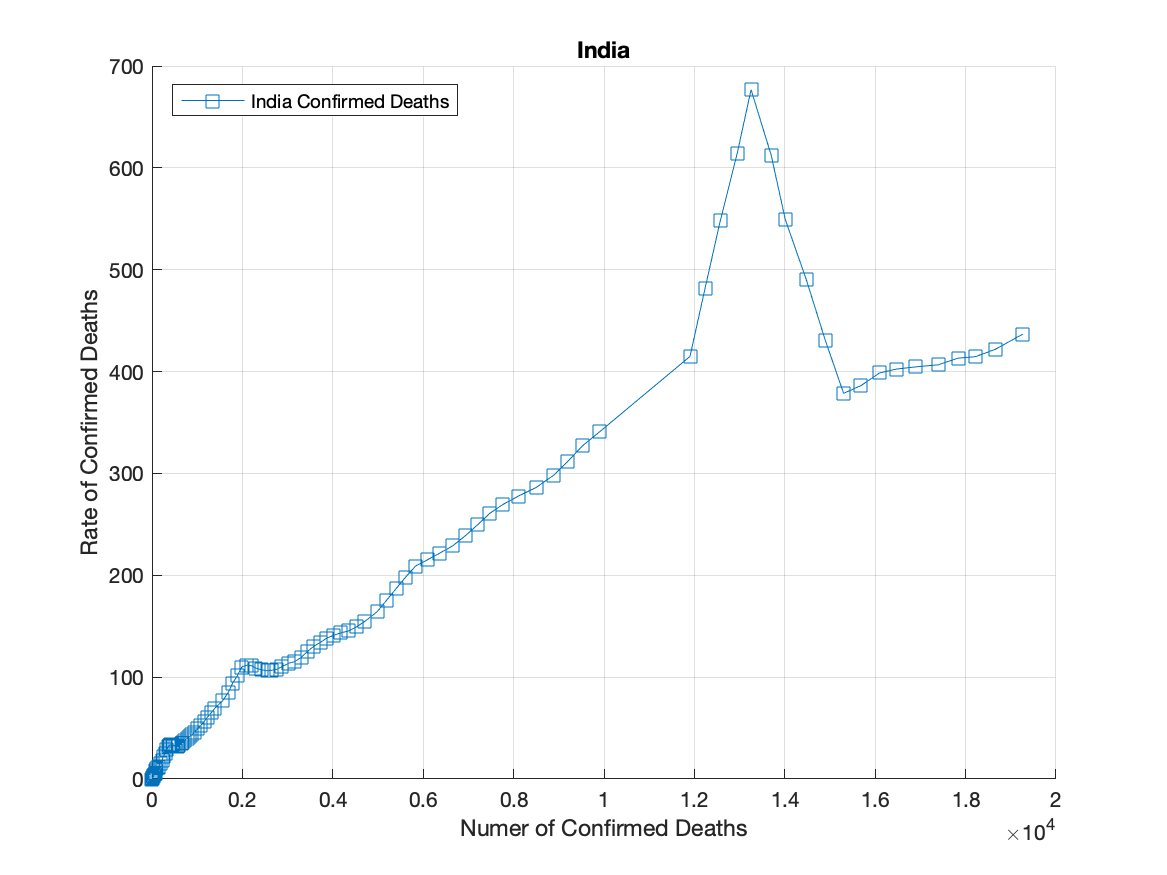 India
700
India Confirmed Deaths
600
500
400
300
200
100
0
Rate of Confirmed Deaths
0 0.2 0.4 0.6 0.8 1 1.2 1.4 1.6 1.8 2
Numer of Confirmed Deaths
×10⁴